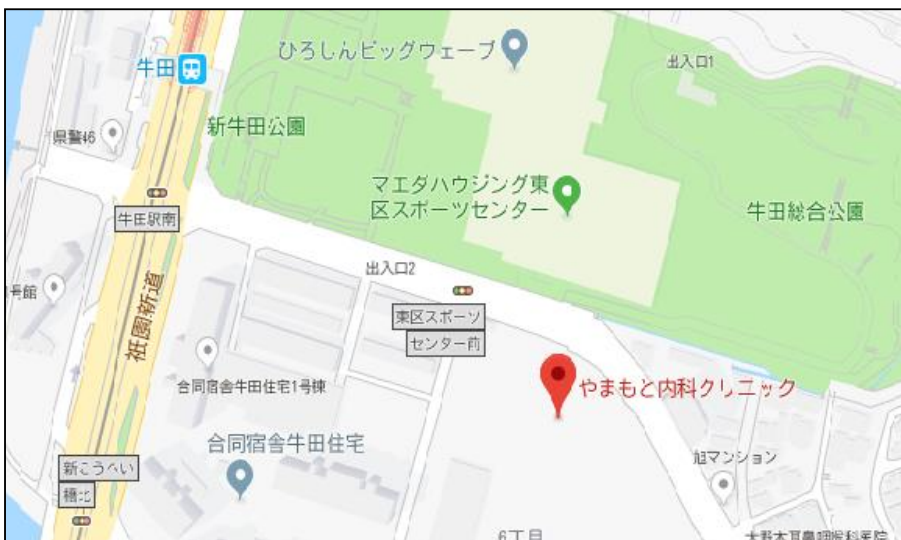 ひろしんビッグウェーブ
出入口1
牛田
新牛田公園
県警46
マエダハウジング東
区スポーツセンター
牛田総合公園
牛田駅南
出入口2
号館
東区スポーツ
センター前
祇園新道
合同宿舎牛田住宅1号棟
やまもと内科クリニック
合同宿舎牛田住宅
新こうへい
橋北
旭マンション
6丁目